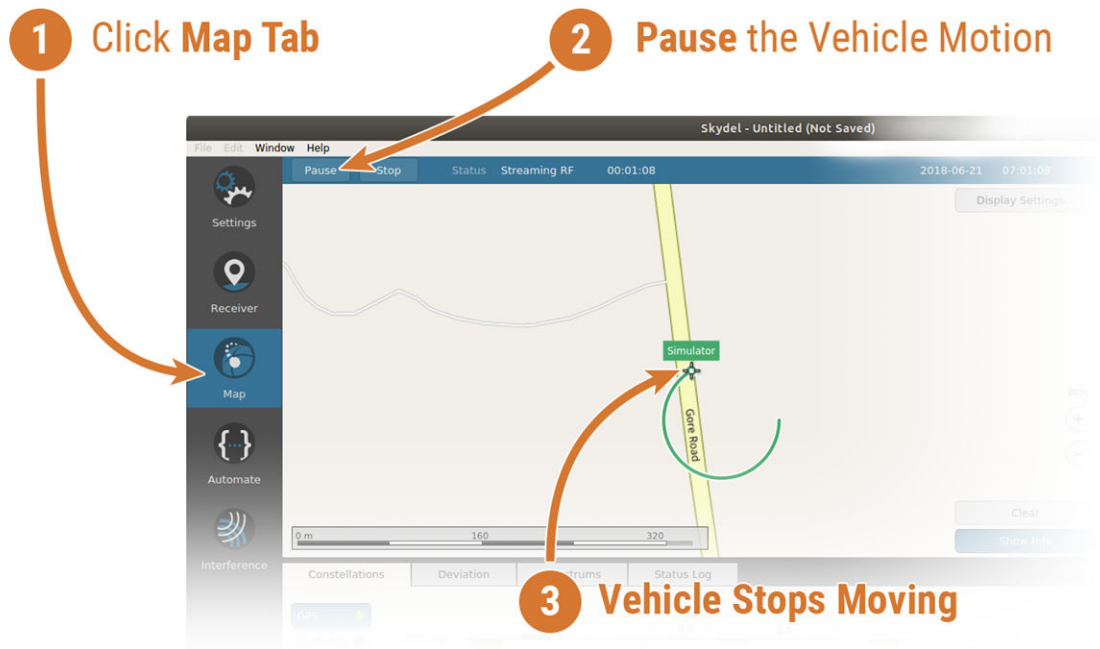 1 Click Map Tab
2 Pause the Vehicle Motion
Skydel - Untitled (Not Saved)
File Edit Window Help
Pause Stop Status Streaming RF 00:01:08 2018-06-21 07:01:08
Settings
Display Settings...
Receiver
Simulator
Map
Gore Road
Automate
Clear
0 m 160 320
Show Info
Interference
Constellations Deviation Status Log
3 Vehicle Stops Moving
GPS